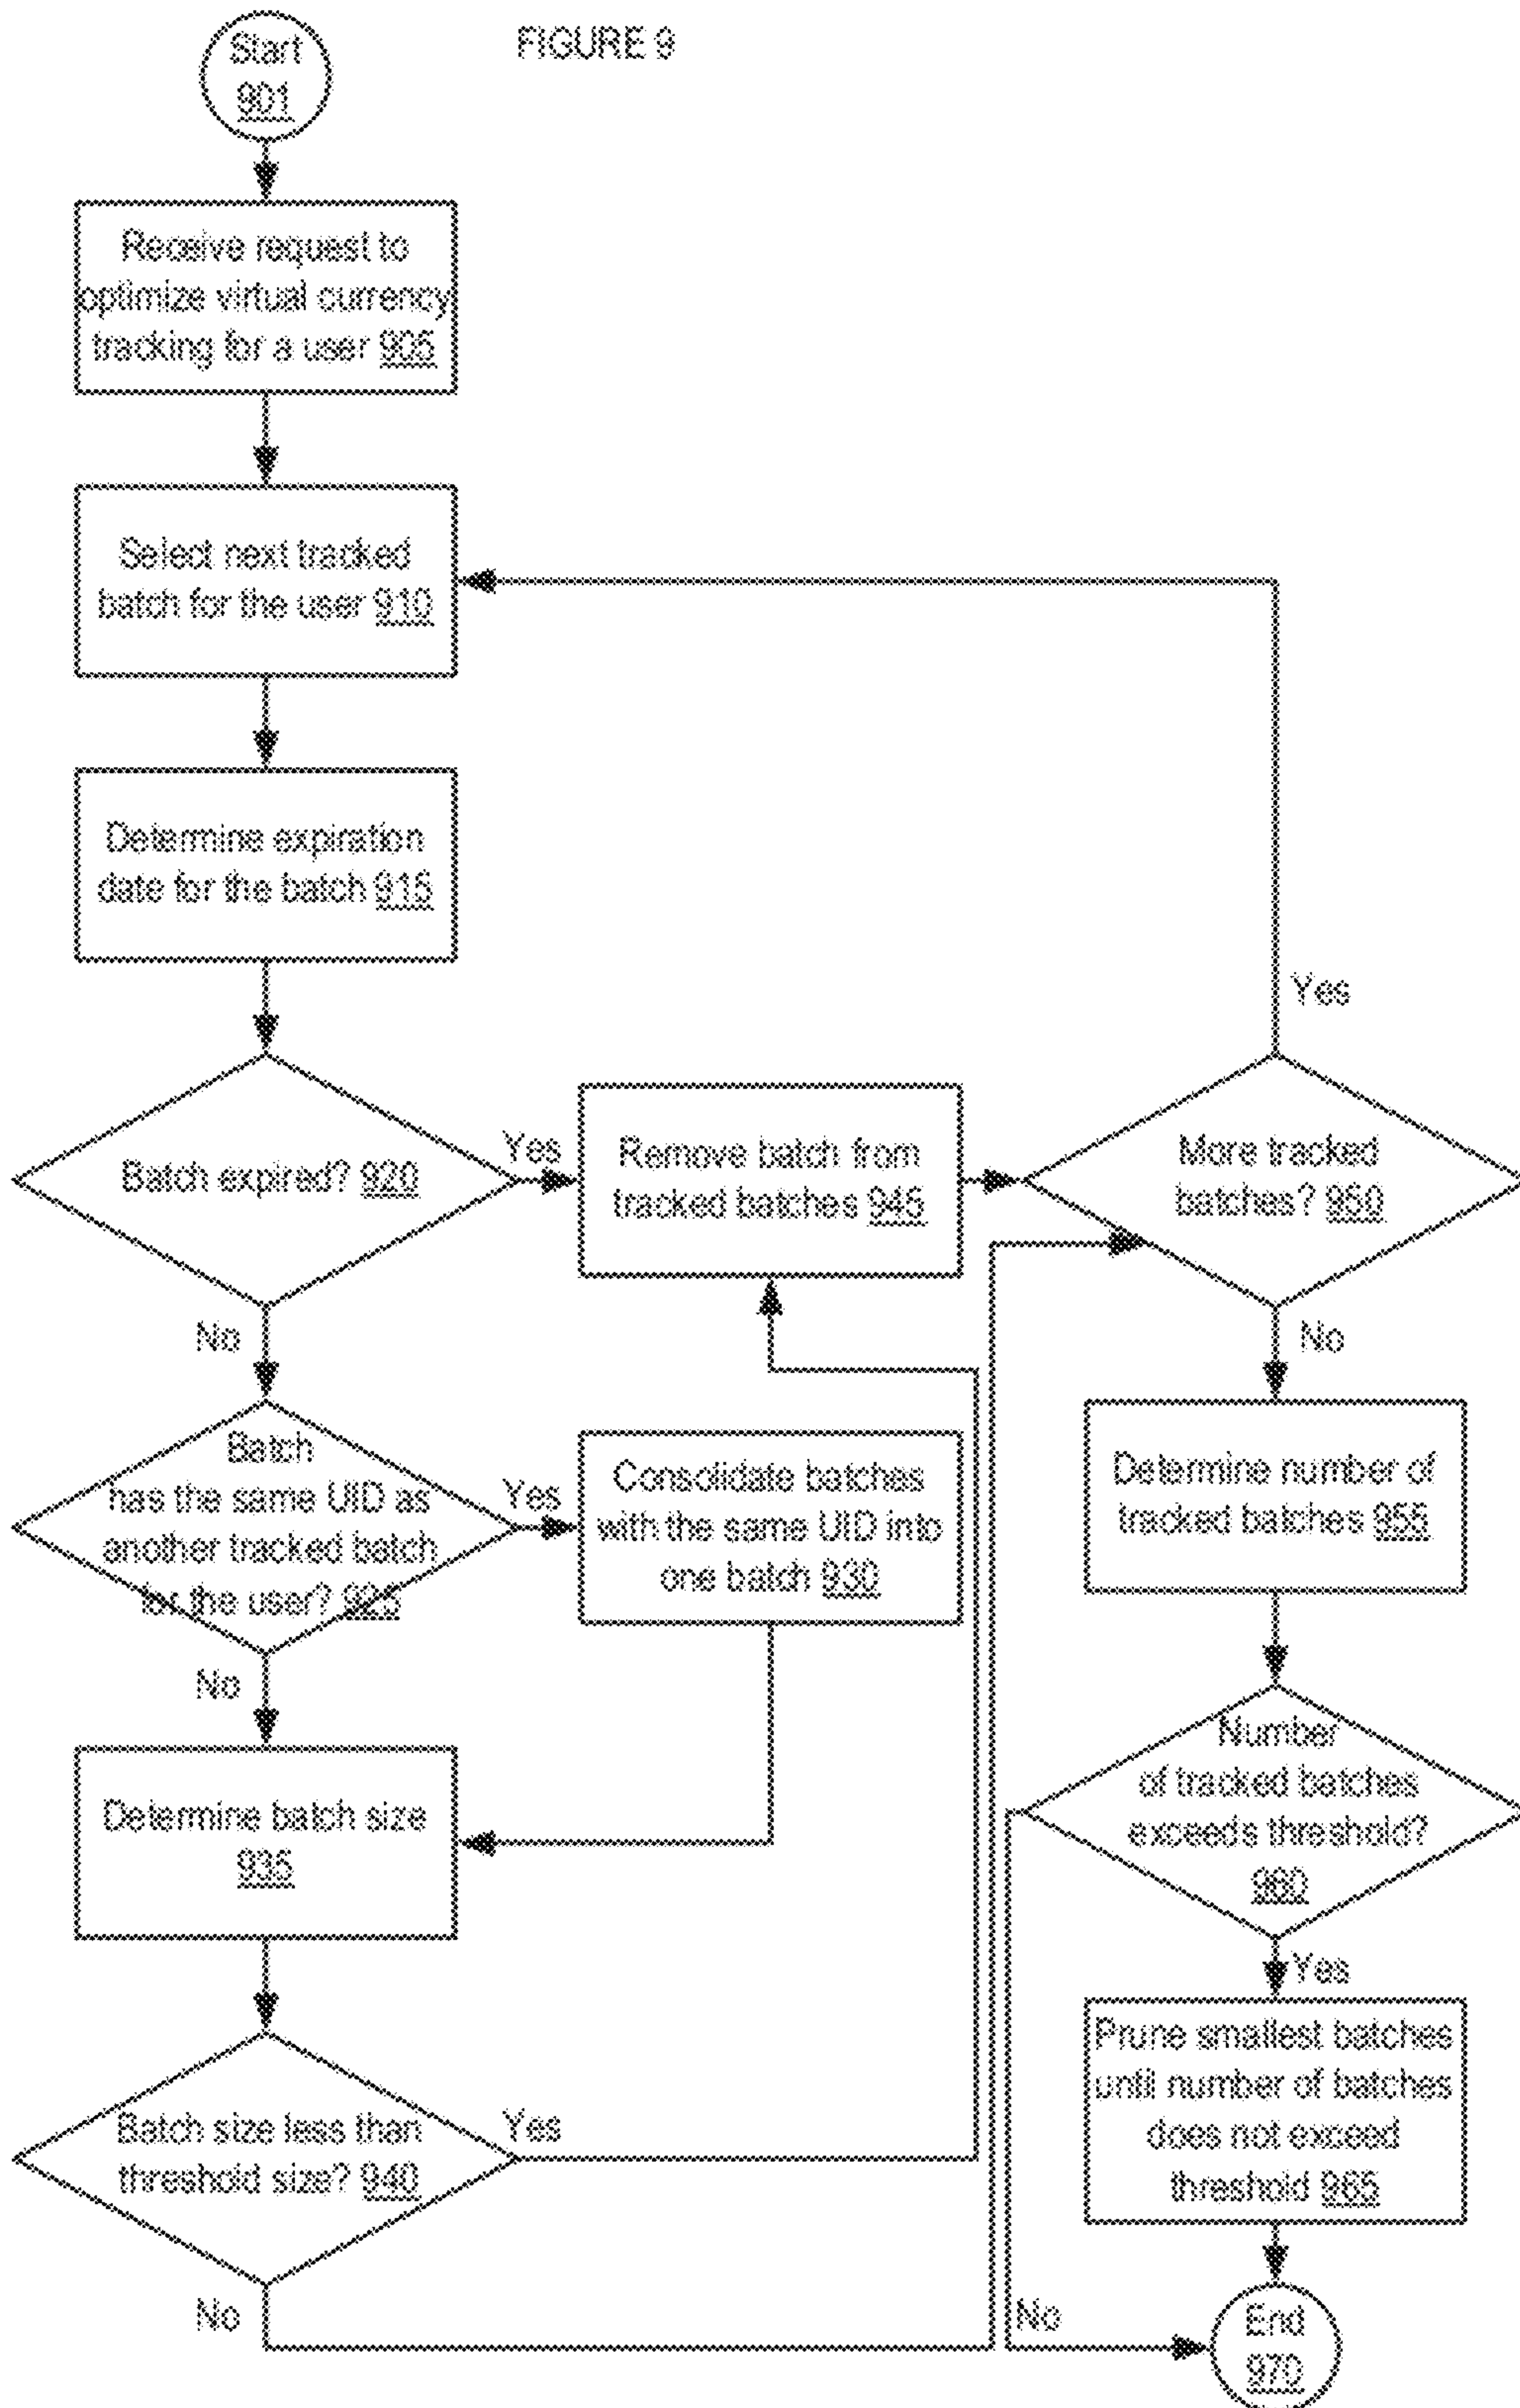 FIGURE 9
Start
901
Receive request to
optimize virtual currency
tracking for a user 905
Select next tracked
batch for the user 910
Determine expiration
date for the batch 915
Batch expired? 920
Yes
No
Remove batch from
tracked batches 945
More tracked
batches? 950
Yes
No
Batch
has the same UID as
another tracked batch
for the user? 925
Yes
No
Consolidate batches
with the same UID into
one batch 930
Determine number of
tracked batches 955
Determine batch size
935
Number
of tracked batches
exceeds threshold?
960
Yes
No
Batch size less than
threshold size? 940
Yes
No
Prune smallest batches
until number of batches
does not exceed
threshold 965
End
970